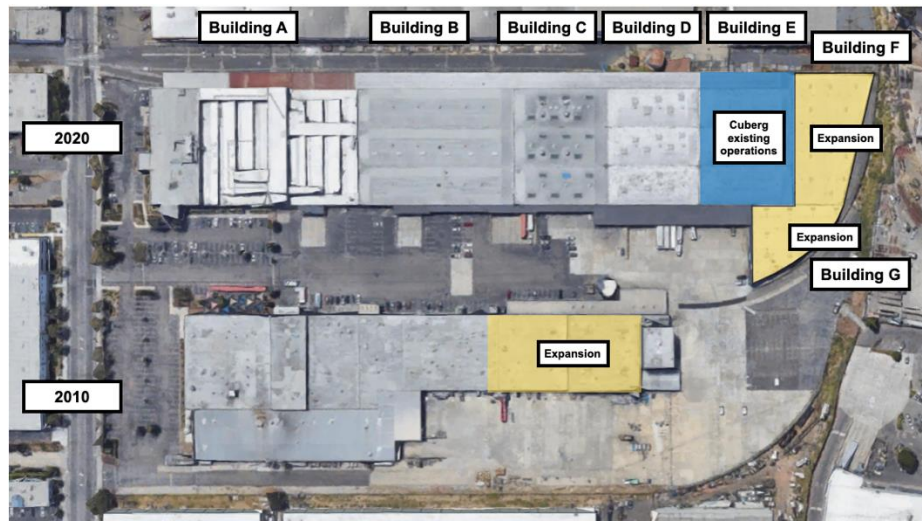 Building A
Building B
Building C
Building D
Building E
Building F
2020
Cuberg
existing
operations
Expansion
Expansion
Building G
Expansion
2010